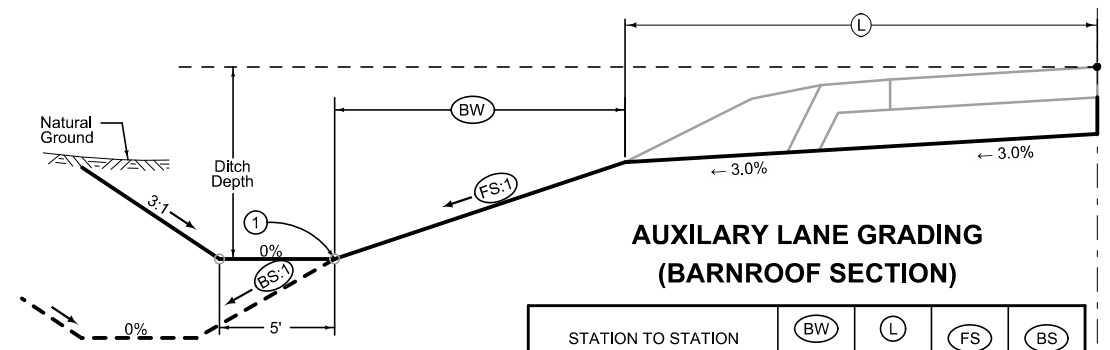 L
BW
Natural
Ground
Ditch
Depth
← 3.0%
← 3.0%
FS:1
3:1
1
0%
BS:1
5'
0%
AUXILARY LANE GRADING
(BARNROOF SECTION)
STATION TO STATION BW L FS BS